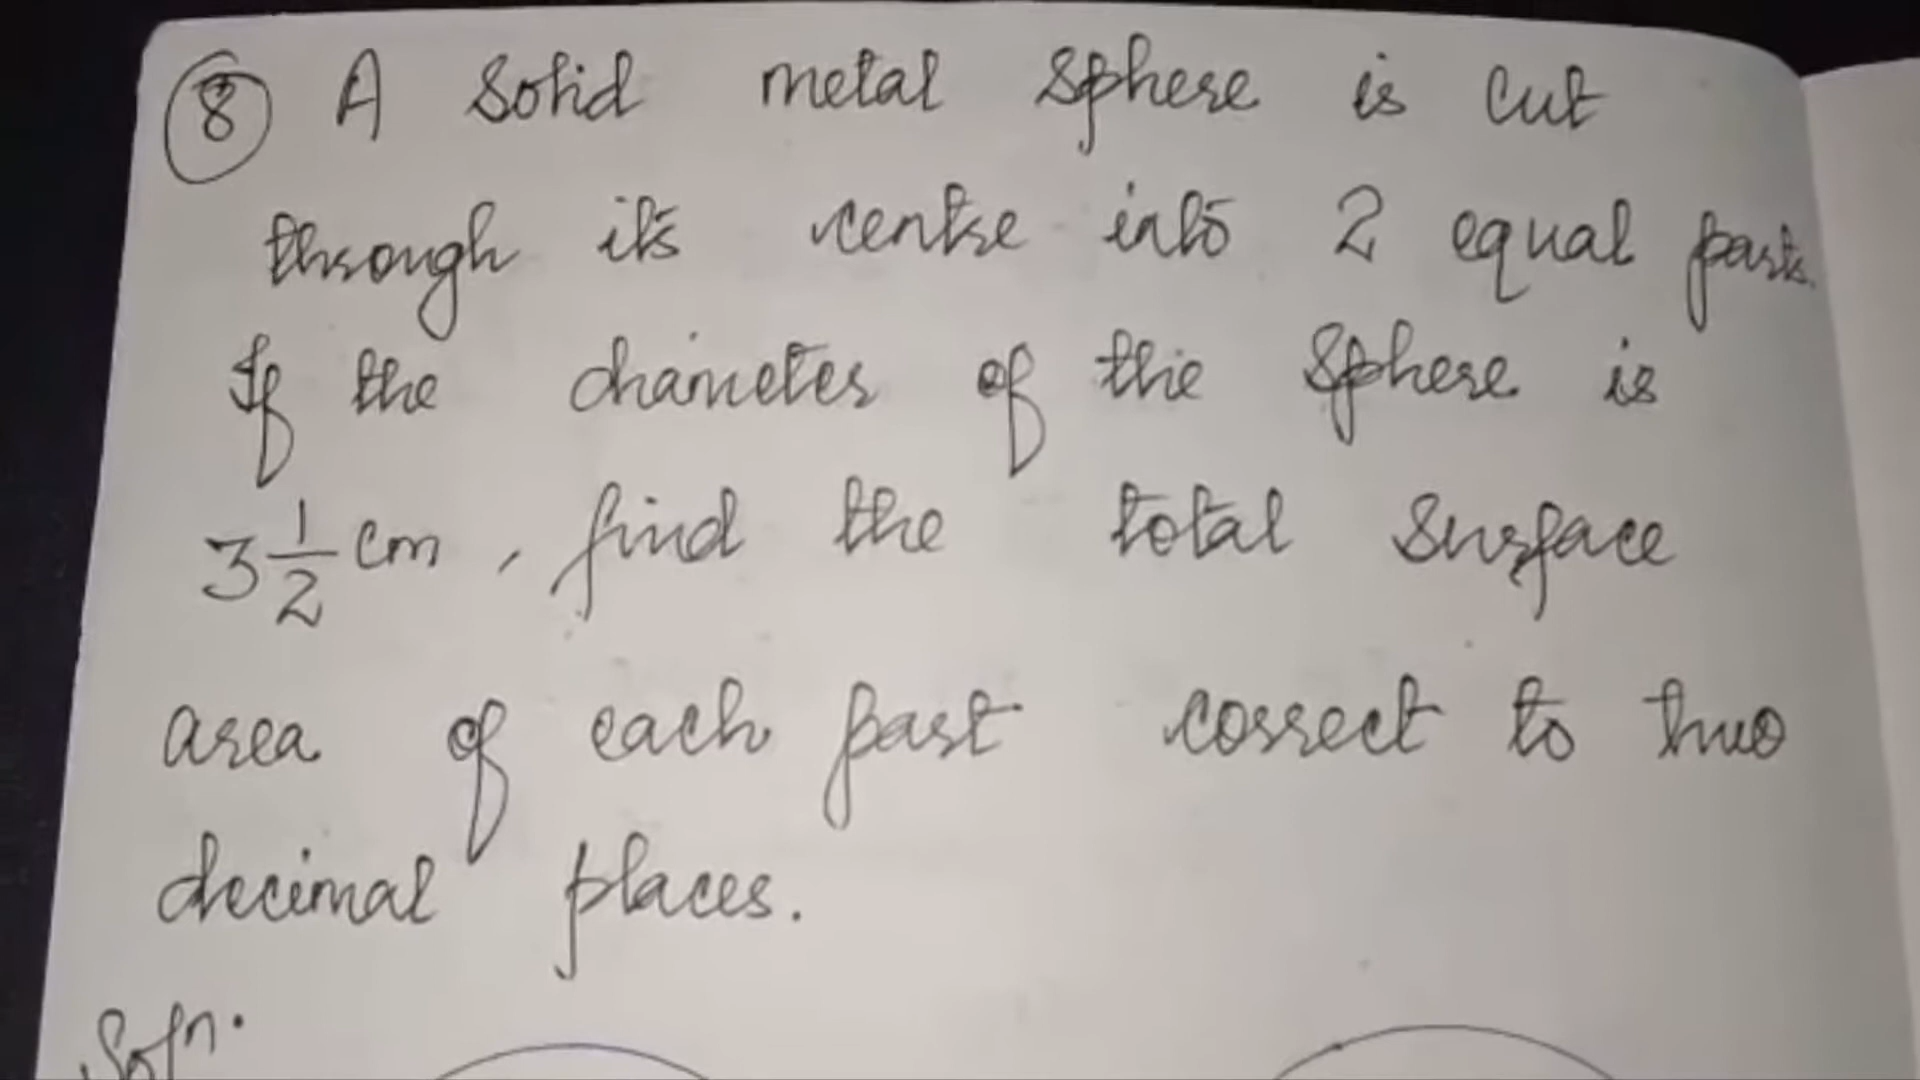 8 A solid metal sphere is cut
through its centre into 2 equal parts.
If the diameter of the sphere is
3 1/2 cm, find the total surface
area of each part correct to two
decimal places.
Soln.